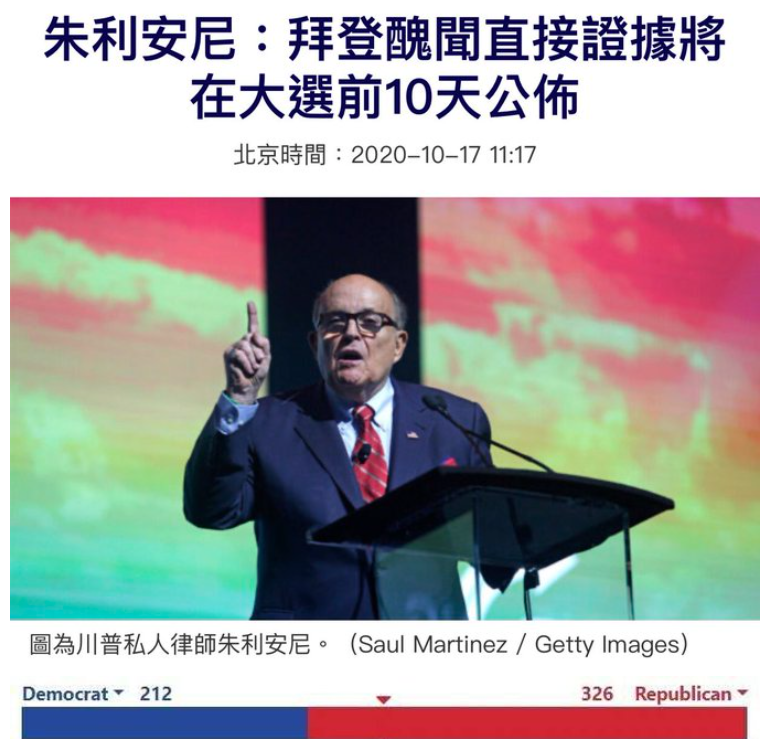 朱利安尼：拜登醜聞直接證據將
在大選前10天公佈
北京時間：2020-10-17 11:17
圖為川普私人律師朱利安尼。（Saul Martinez / Getty Images）
Democrat 212 326 Republican